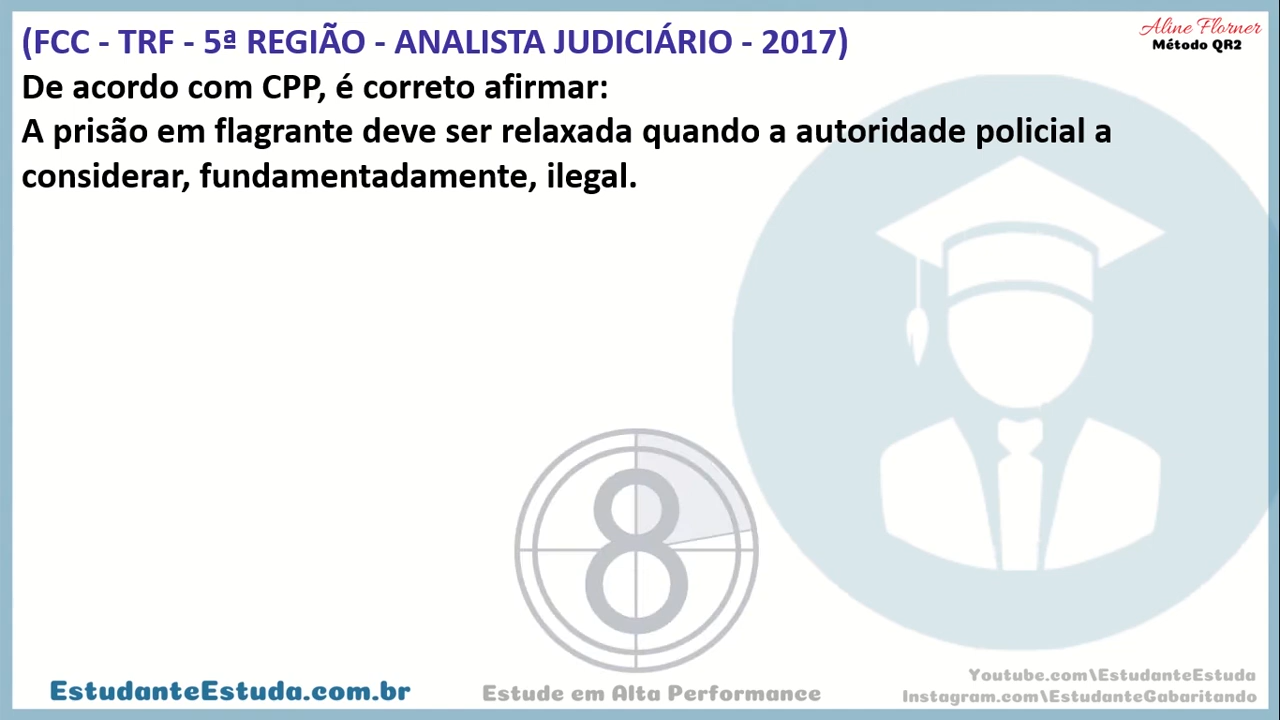 (FCC - TRF - 5ª REGIÃO - ANALISTA JUDICIÁRIO - 2017)
Aline Florner
Método QR2
De acordo com CPP, é correto afirmar:
A prisão em flagrante deve ser relaxada quando a autoridade policial a
considerar, fundamentadamente, ilegal.
8
EstudanteEstuda.com.br
Estude em Alta Performance
Youtube.com\EstudanteEstuda
Instagram.com\EstudanteGabaritando